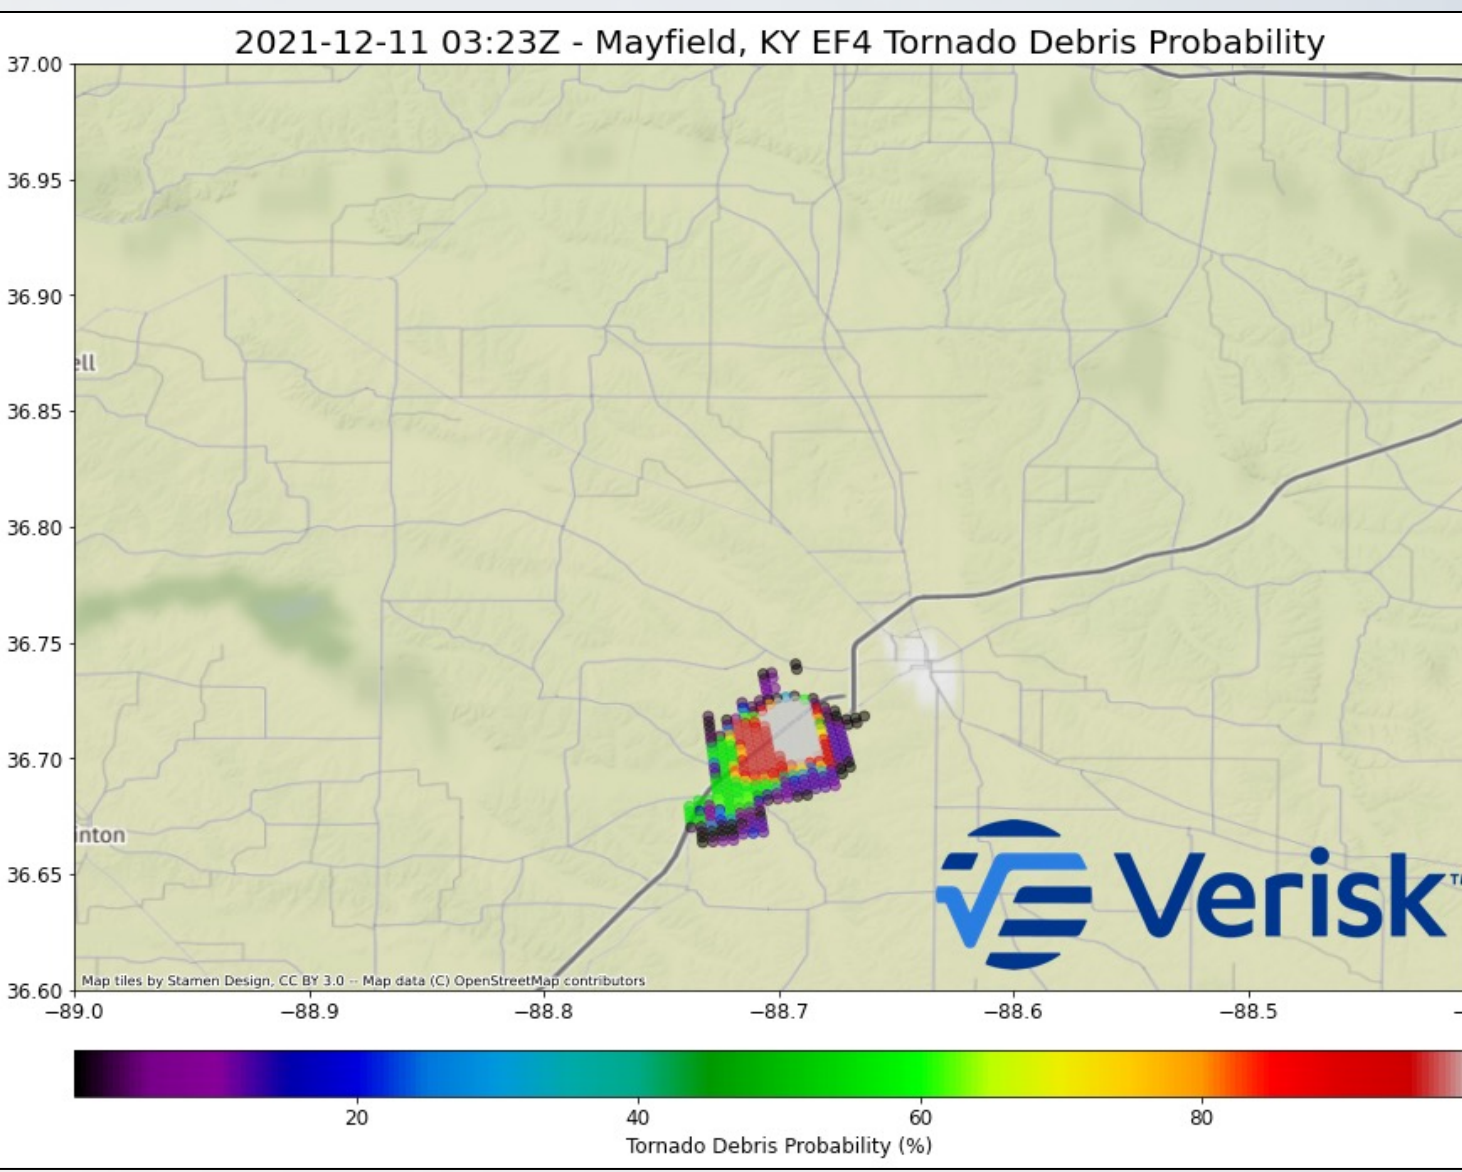 2021-12-11 03:23Z - Mayfield, KY EF4 Tornado Debris Probability
37.00
36.95
36.90
ell
36.85
36.80
36.75
36.70
inton
36.65
Verisk™
Map tiles by Stamen Design, CC BY 3.0 -- Map data (C) OpenStreetMap contributors
36.60
−89.0 −88.9 −88.8 −88.7 −88.6 −88.5 −
20 40 60 80
Tornado Debris Probability (%)